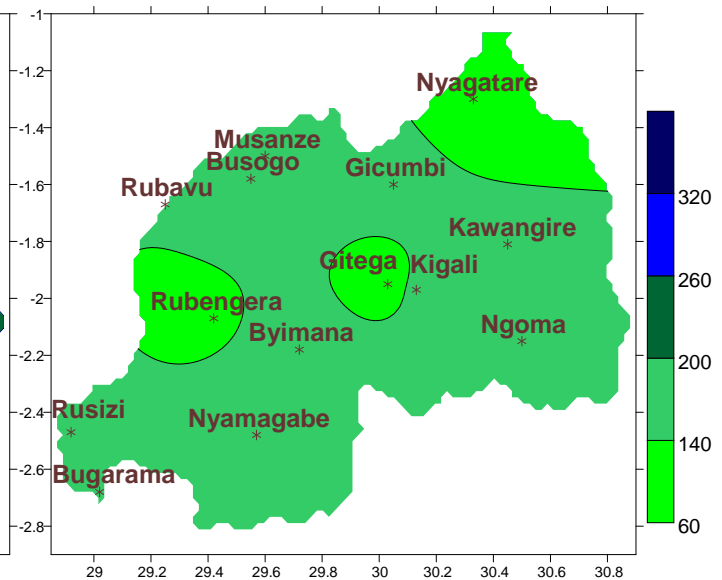 -1
-1.2
Nyagatare
-1.4
Musanze
Busogo
Gicumbi
-1.6
Rubavu
320
-1.8
Kawangire
Gitega
Kigali
260
-2
Rubengera
Byimana
Ngoma
-2.2
200
-2.4
Rusizi
Nyamagabe
140
-2.6
Bugarama
-2.8
60
29 29.2 29.4 29.6 29.8 30 30.2 30.4 30.6 30.8